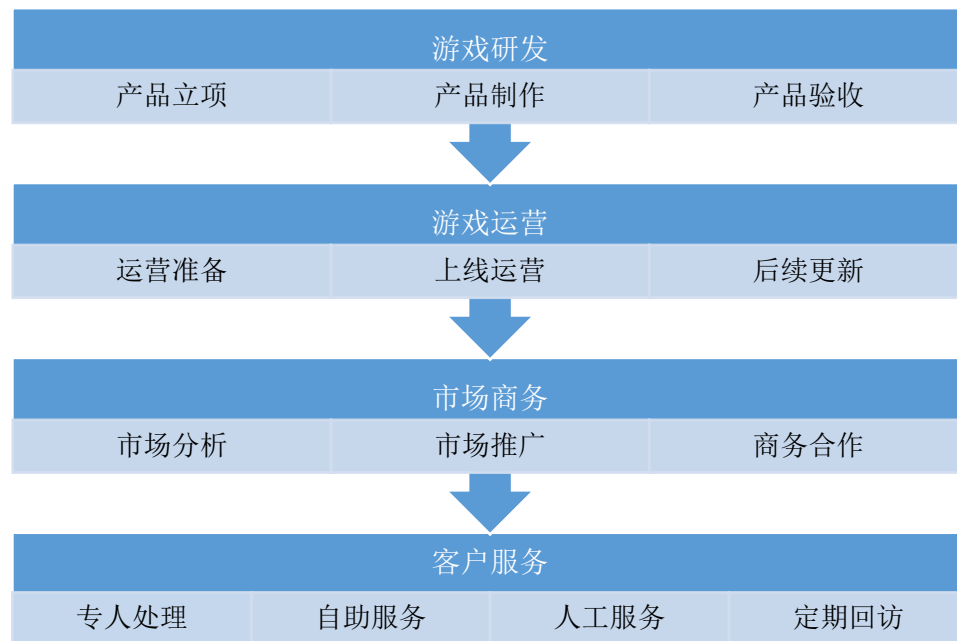 游戏研发
产品立项 产品制作 产品验收
游戏运营
运营准备 上线运营 后续更新
市场商务
市场分析 市场推广 商务合作
客户服务
专人处理 自助服务 人工服务 定期回访